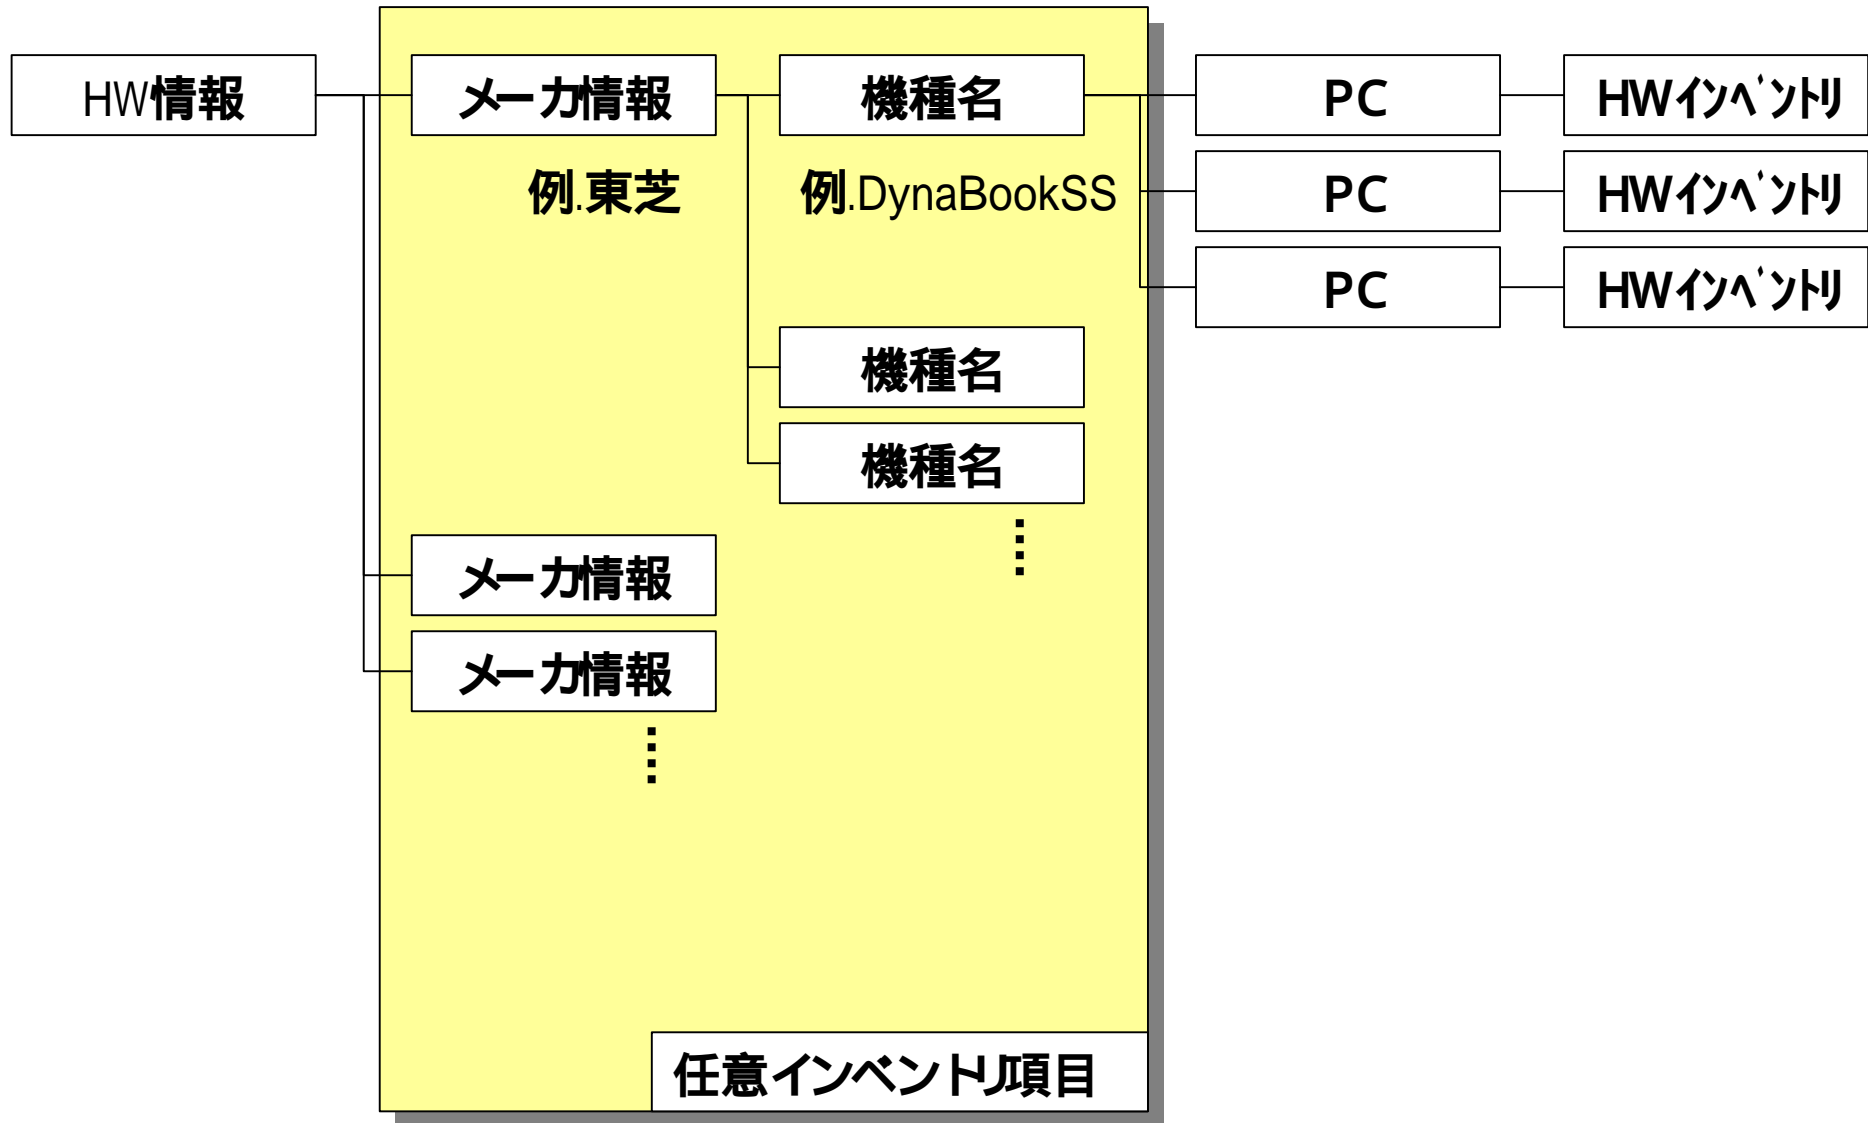 HW情報
メーカ情報
機種名
PC
HWインベントリ
例.東芝
例.DynaBookSS
PC
HWインベントリ
PC
HWインベントリ
機種名
機種名
メーカ情報
メーカ情報
任意インベントリ項目